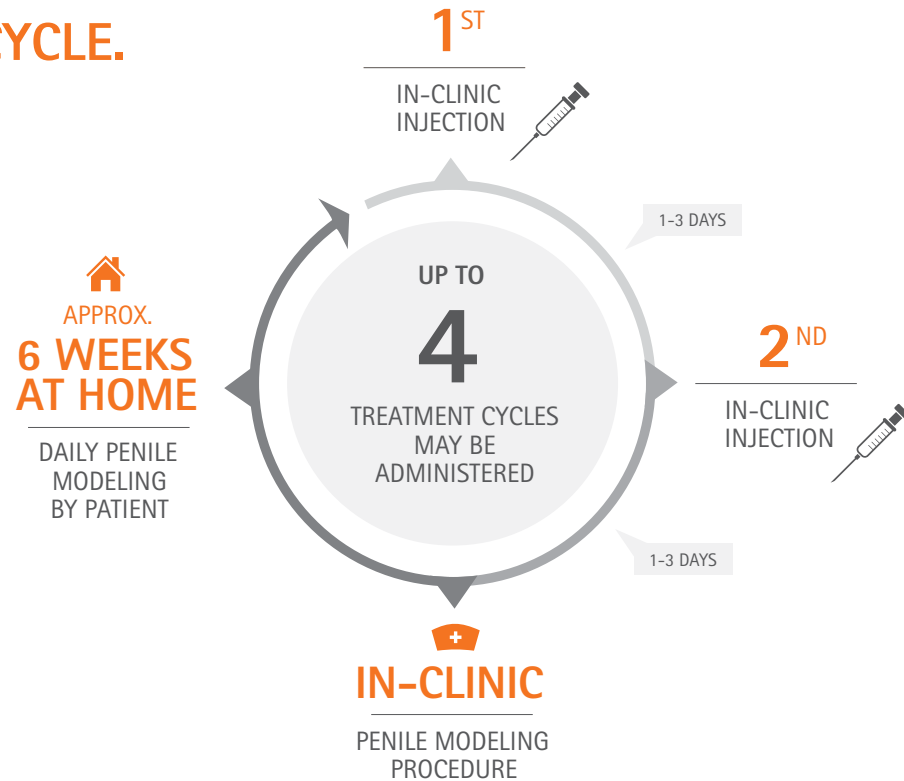 CYCLE.
1ST
IN-CLINIC
INJECTION
1-3 DAYS
2ND
IN-CLINIC
INJECTION
1-3 DAYS
IN-CLINIC
PENILE MODELING
PROCEDURE
APPROX.
6 WEEKS
AT HOME
DAILY PENILE
MODELING
BY PATIENT
UP TO
4
TREATMENT CYCLES
MAY BE
ADMINISTERED